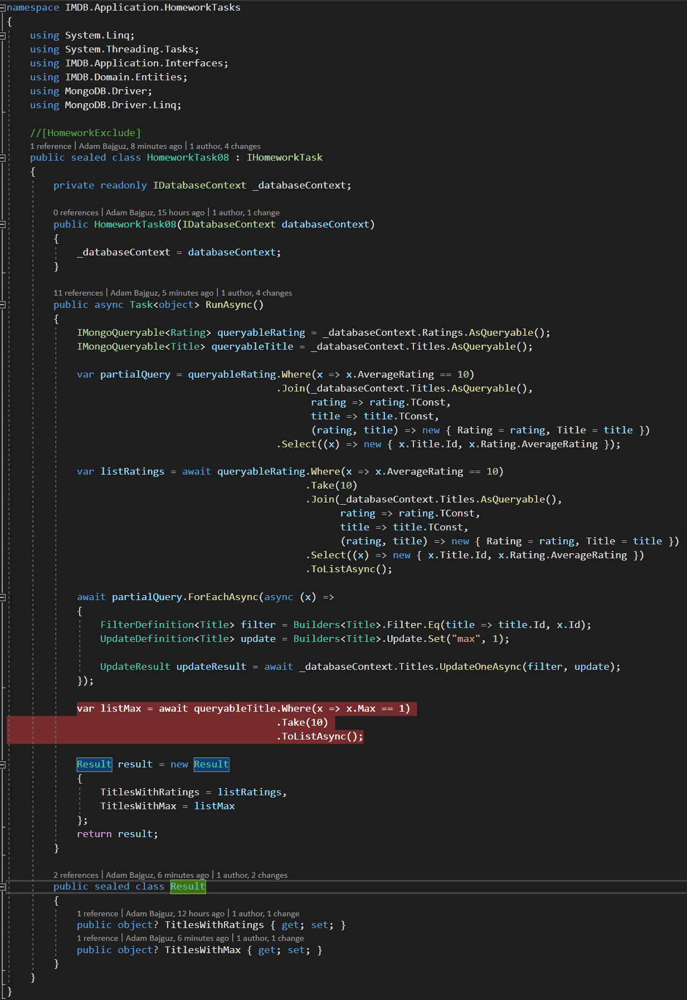 namespace IMDB.Application.HomeworkTasks
{
    using System.Linq;
    using System.Threading.Tasks;
    using IMDB.Application.Interfaces;
    using IMDB.Domain.Entities;
    using MongoDB.Driver;
    using MongoDB.Driver.Linq;

    //[HomeworkExclude]
    1 reference | Adam Bajguz, 8 minutes ago | 1 author, 4 changes
    public sealed class HomeworkTask08 : IHomeworkTask
    {
        private readonly IDatabaseContext _databaseContext;

        0 references | Adam Bajguz, 15 hours ago | 1 author, 1 change
        public HomeworkTask08(IDatabaseContext databaseContext)
        {
            _databaseContext = databaseContext;
        }

        11 references | Adam Bajguz, 5 minutes ago | 1 author, 4 changes
        public async Task<object> RunAsync()
        {
            IMongoQueryable<Rating> queryableRating = _databaseContext.Ratings.AsQueryable();
            IMongoQueryable<Title> queryableTitle = _databaseContext.Titles.AsQueryable();

            var partialQuery = queryableRating.Where(x => x.AverageRating == 10)
                                              .Join(_databaseContext.Titles.AsQueryable(),
                                                    rating => rating.TConst,
                                                    title => title.TConst,
                                                    (rating, title) => new { Rating = rating, Title = title })
                                              .Select((x) => new { x.Title.Id, x.Rating.AverageRating });

            var listRatings = await queryableRating.Where(x => x.AverageRating == 10)
                                                   .Take(10)
                                                   .Join(_databaseContext.Titles.AsQueryable(),
                                                         rating => rating.TConst,
                                                         title => title.TConst,
                                                         (rating, title) => new { Rating = rating, Title = title })
                                                   .Select((x) => new { x.Title.Id, x.Rating.AverageRating })
                                                   .ToListAsync();

            await partialQuery.ForEachAsync(async (x) =>
            {
                FilterDefinition<Title> filter = Builders<Title>.Filter.Eq(title => title.Id, x.Id);
                UpdateDefinition<Title> update = Builders<Title>.Update.Set("max", 1);

                UpdateResult updateResult = await _databaseContext.Titles.UpdateOneAsync(filter, update);
            });

            var listMax = await queryableTitle.Where(x => x.Max == 1)
                                              .Take(10)
                                              .ToListAsync();

            Result result = new Result
            {
                TitlesWithRatings = listRatings,
                TitlesWithMax = listMax
            };
            return result;
        }

        2 references | Adam Bajguz, 6 minutes ago | 1 author, 2 changes
        public sealed class Result
        {
            1 reference | Adam Bajguz, 12 hours ago | 1 author, 1 change
            public object? TitlesWithRatings { get; set; }
            1 reference | Adam Bajguz, 6 minutes ago | 1 author, 1 change
            public object? TitlesWithMax { get; set; }
        }
    }
}